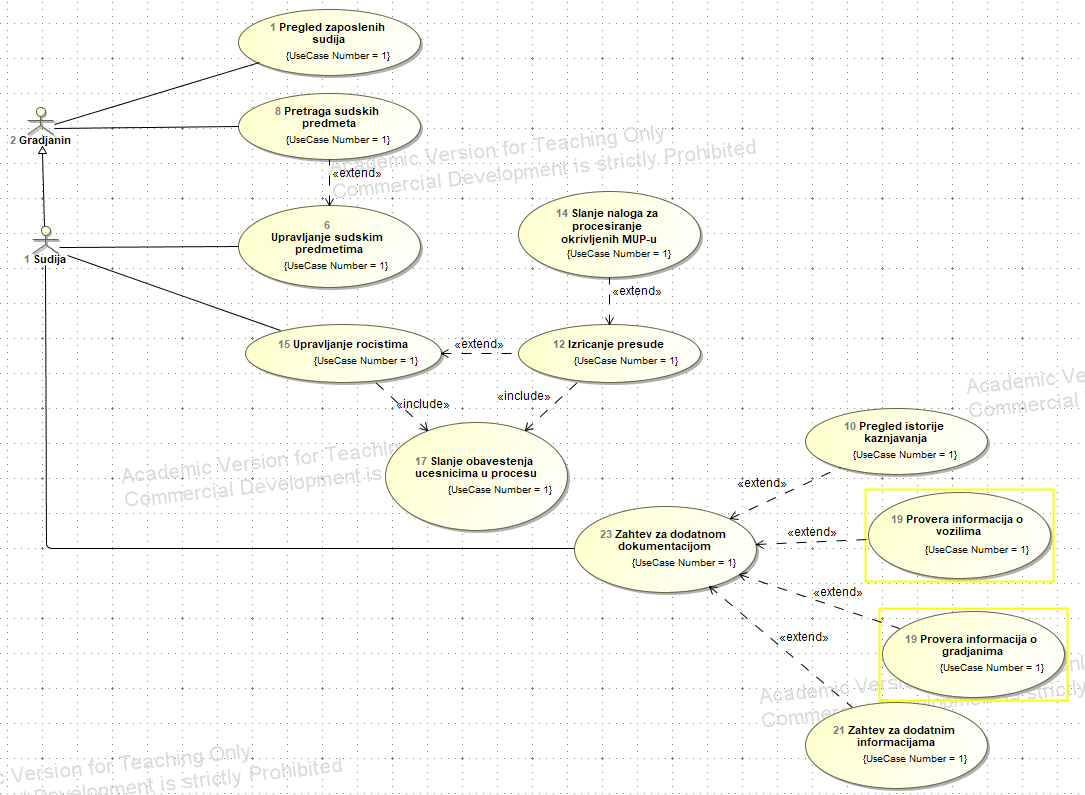 1 Pregled zaposlenih
sudija
{UseCase Number = 1}
8 Pretraga sudskih
predmeta
{UseCase Number = 1}
2 Gradjanin
Academic Version for Teaching Only
Commercial Development is strictly Prohibited
«extend»
6
Upravljanje sudskim
predmetima
{UseCase Number = 1}
14 Slanje naloga za
procesiranje
okrivljenih MUP-u
{UseCase Number = 1}
1 Sudija
«extend»
15 Upravljanje rocistima
{UseCase Number = 1}
«extend»
12 Izricanje presude
{UseCase Number = 1}
Academic Ve
Commercial
«include»
«include»
10 Pregled istorije
kaznjavanja
{UseCase Number = 1}
Academic Version for Teachin
Commercial Development is
17 Slanje obavestenja
ucesnicima u procesu
{UseCase Number = 1}
«extend»
19 Provera informacija o
vozilima
{UseCase Number = 1}
«extend»
23 Zahtev za dodatnom
dokumentacijom
{UseCase Number = 1}
«extend»
19 Provera informacija o
gradjanima
{UseCase Number = 1}
«extend»
Academic Vers
Comme
strictly
21 Zahtev za dodatnim
informacijama
{UseCase Number = 1}
c Version for Teaching Only
Development is strictly Prohibited